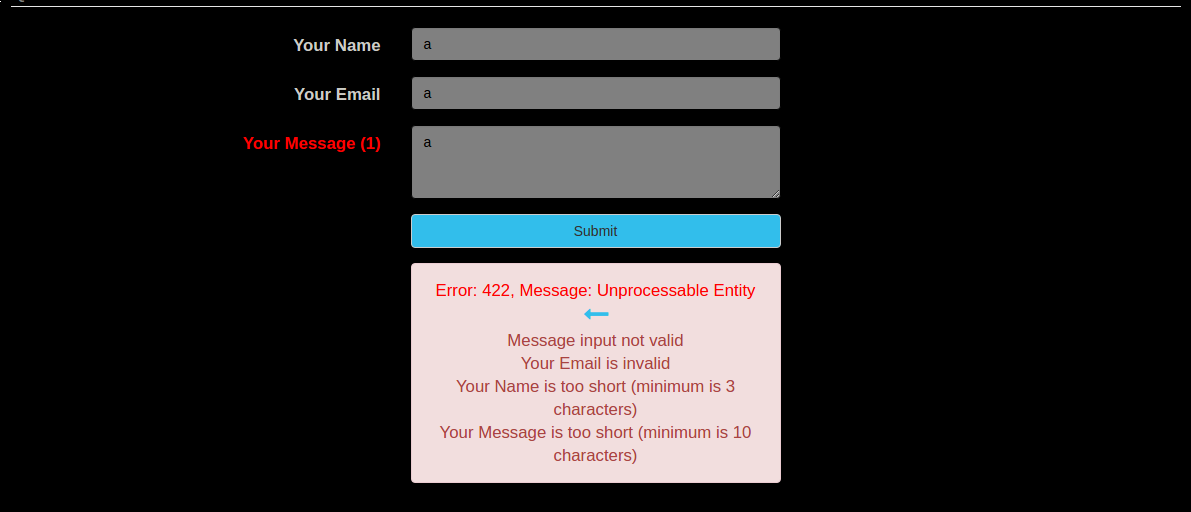 Your Name
a
Your Email
a
Your Message (1)
a
Submit
Error: 422, Message: Unprocessable Entity
Message input not valid
Your Email is invalid
Your Name is too short (minimum is 3
characters)
Your Message is too short (minimum is 10
characters)